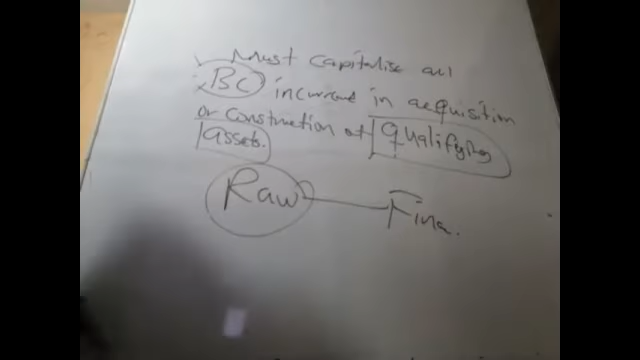 Must capitalise all
BC incurred in acquisition
or construction of qualifying
assets.
Raw Fina.